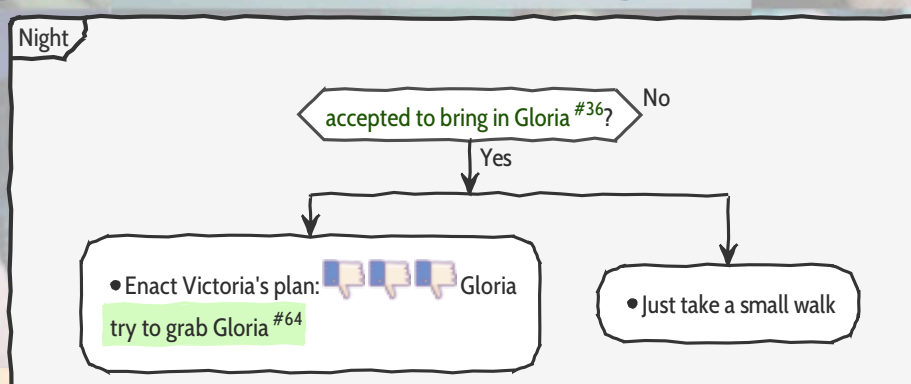 Night
accepted to bring in Gloria #36?
No
Yes
•Enact Victoria's plan: Gloria
try to grab Gloria #64
•Just take a small walk